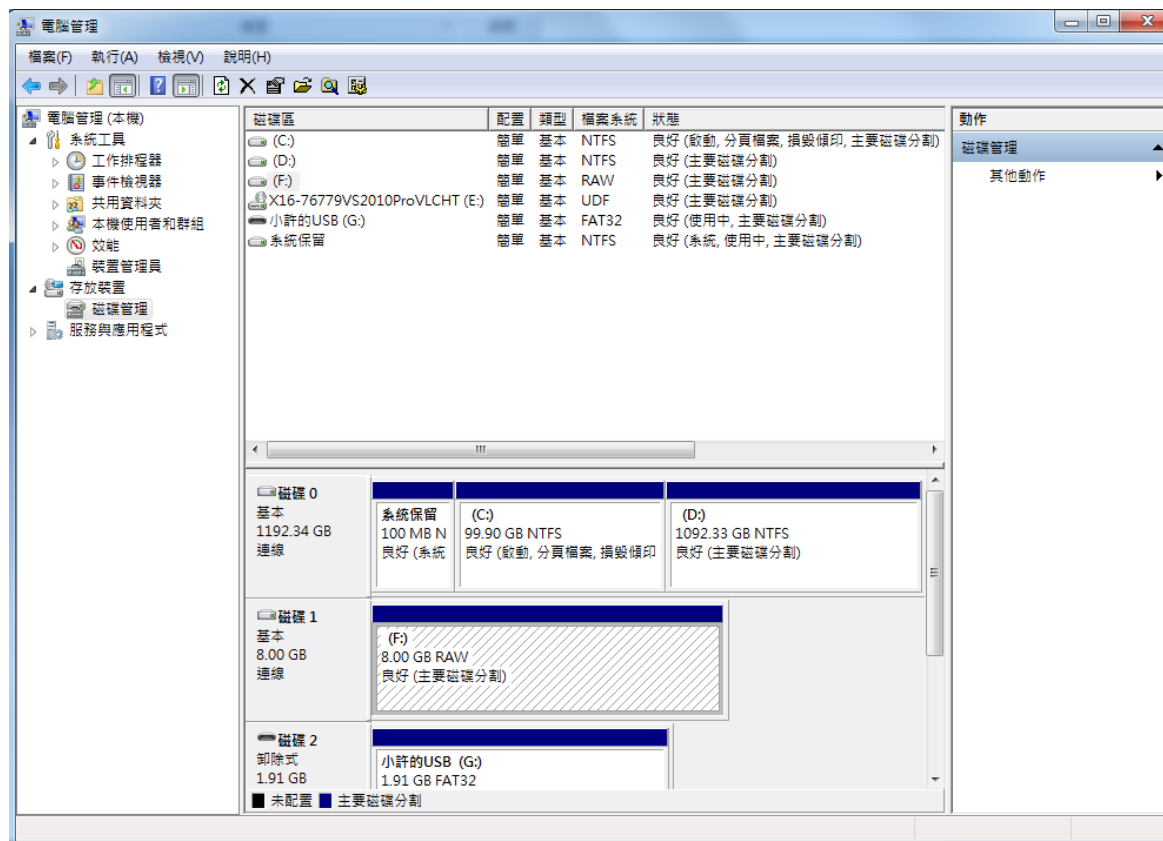 電腦管理
檔案(F) 執行(A) 檢視(V) 說明(H)
電腦管理 (本機)
系統工具
工作排程器
事件檢視器
共用資料夾
本機使用者和群組
效能
裝置管理員
存放裝置
磁碟管理
服務與應用程式
磁碟區 配置 類型 檔案系統 狀態
(C:) 簡單 基本 NTFS 良好 (啟動, 分頁檔案, 損毀傾印, 主要磁碟分割)
(D:) 簡單 基本 NTFS 良好 (主要磁碟分割)
(F:) 簡單 基本 RAW 良好 (主要磁碟分割)
X16-76779VS2010ProVLCHT (E:) 簡單 基本 UDF 良好 (主要磁碟分割)
小許的USB (G:) 簡單 基本 FAT32 良好 (使用中, 主要磁碟分割)
系統保留 簡單 基本 NTFS 良好 (系統, 使用中, 主要磁碟分割)
磁碟 0
基本
1192.34 GB
連線
系統保留
100 MB N
良好 (系統
(C:)
99.90 GB NTFS
良好 (啟動, 分頁檔案, 損毀傾印
(D:)
1092.33 GB NTFS
良好 (主要磁碟分割)
磁碟 1
基本
8.00 GB
連線
(F:)
8.00 GB RAW
良好 (主要磁碟分割)
磁碟 2
卸除式
1.91 GB
小許的USB (G:)
1.91 GB FAT32
未配置 主要磁碟分割
動作
磁碟管理
其他動作